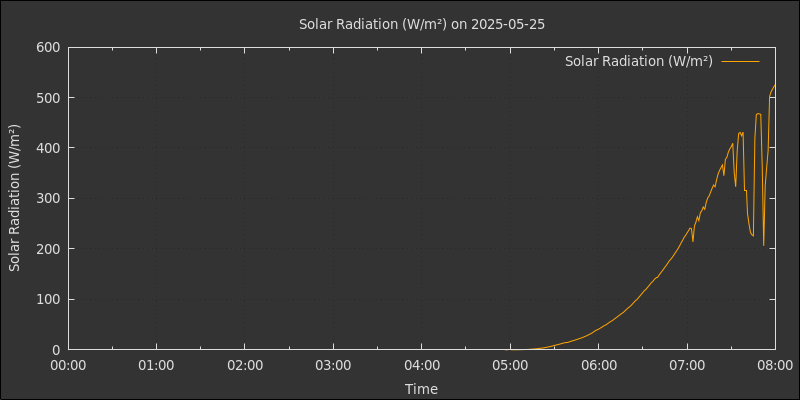 Solar Radiation (W/m²) on 2025-05-25
Solar Radiation (W/m²)
Solar Radiation (W/m²)
600
500
400
300
200
100
0
00:00 01:00 02:00 03:00 04:00 05:00 06:00 07:00 08:00
Time